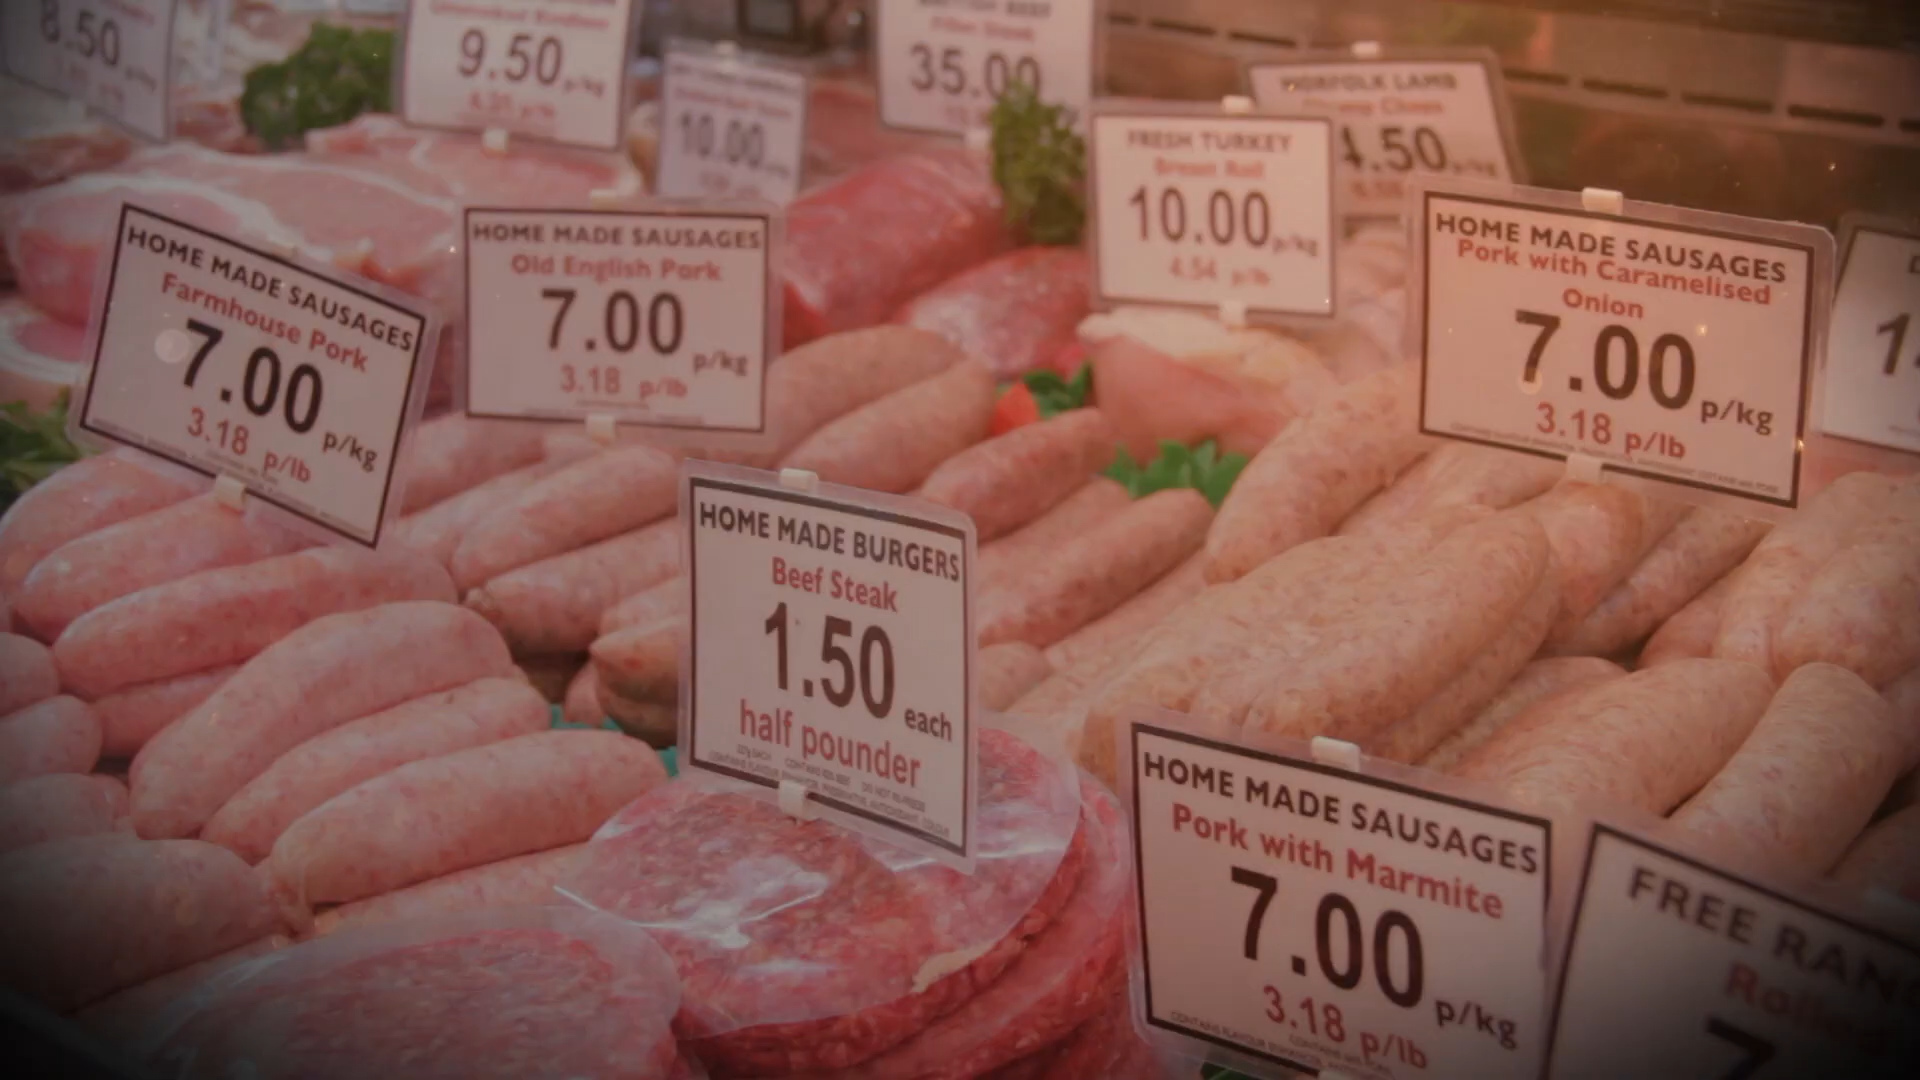 8.50
9.50 p/kg
10.00
35.00
NORFOLK LAMB
4.50
FRESH TURKEY
Breast Roll
10.00 p/kg
4.54 p/lb
HOME MADE SAUSAGES
Farmhouse Pork
7.00 p/kg
3.18 p/lb
HOME MADE SAUSAGES
Old English Pork
7.00 p/kg
3.18 p/lb
HOME MADE SAUSAGES
Pork with Caramelised
Onion
7.00 p/kg
3.18 p/lb
HOME MADE BURGERS
Beef Steak
1.50 each
half pounder
HOME MADE SAUSAGES
Pork with Marmite
7.00 p/kg
3.18 p/lb
FREE RANG
7